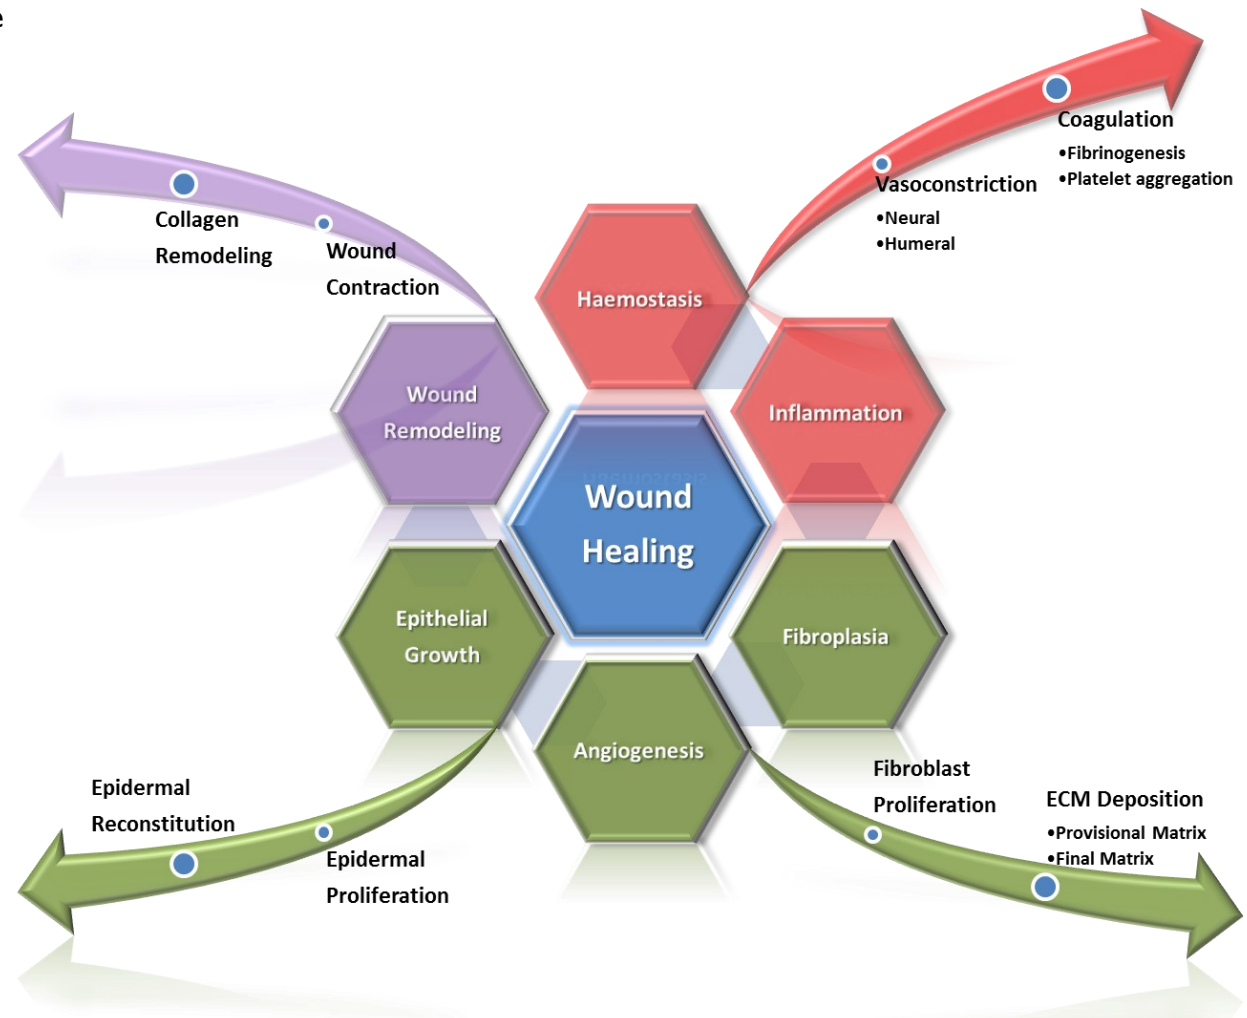 e
Coagulation
•Fibrinogenesis
•Platelet aggregation
Vasoconstriction
•Neural
•Humeral
Collagen
Remodeling
Wound
Contraction
Haemostasis
Inflammation
Wound
Remodeling
Wound
Healing
Epithelial
Growth
Fibroplasia
Angiogenesis
Epidermal
Reconstitution
Epidermal
Proliferation
Fibroblast
Proliferation
ECM Deposition
•Provisional Matrix
•Final Matrix